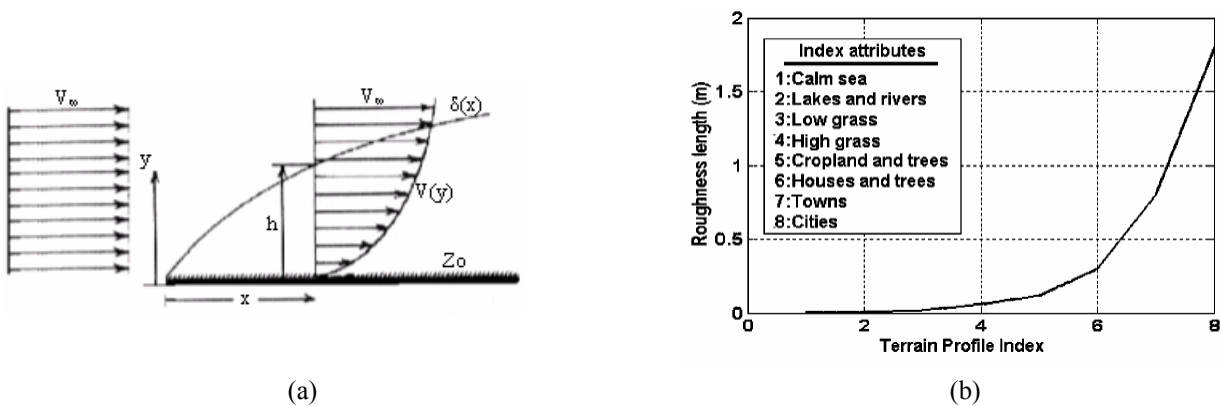 V∞
V∞
δ(x)
y
V(y)
h
Zo
x
(a)
2
1.5
1
0.5
0
Roughness length (m)
Index attributes
1:Calm sea
2:Lakes and rivers
3:Low grass
4:High grass
5:Cropland and trees
6:Houses and trees
7:Towns
8:Cities
0 2 4 6 8
Terrain Profile Index
(b)